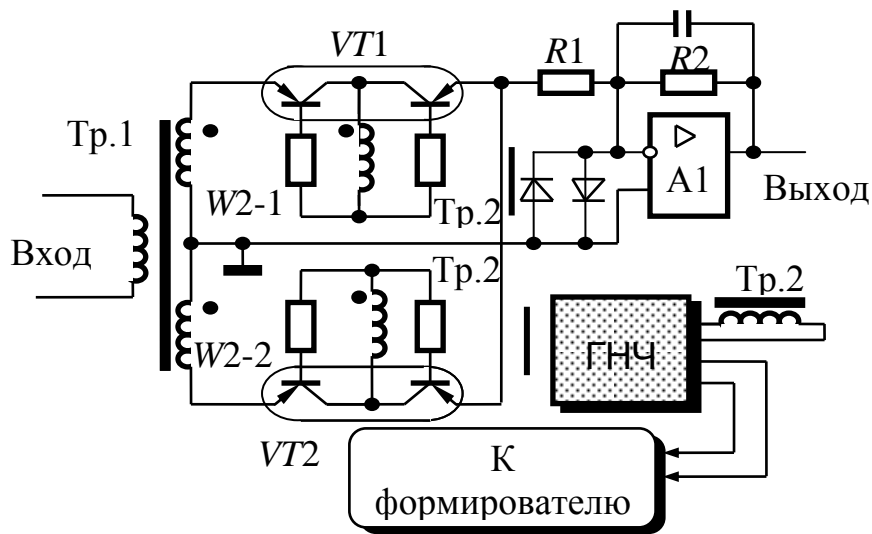 VT1
R1
R2
Тр.1
W2-1
Тр.2
А1
Выход
Вход
Тр.2
Тр.2
W2-2
ГНЧ
VT2
К
формирователю